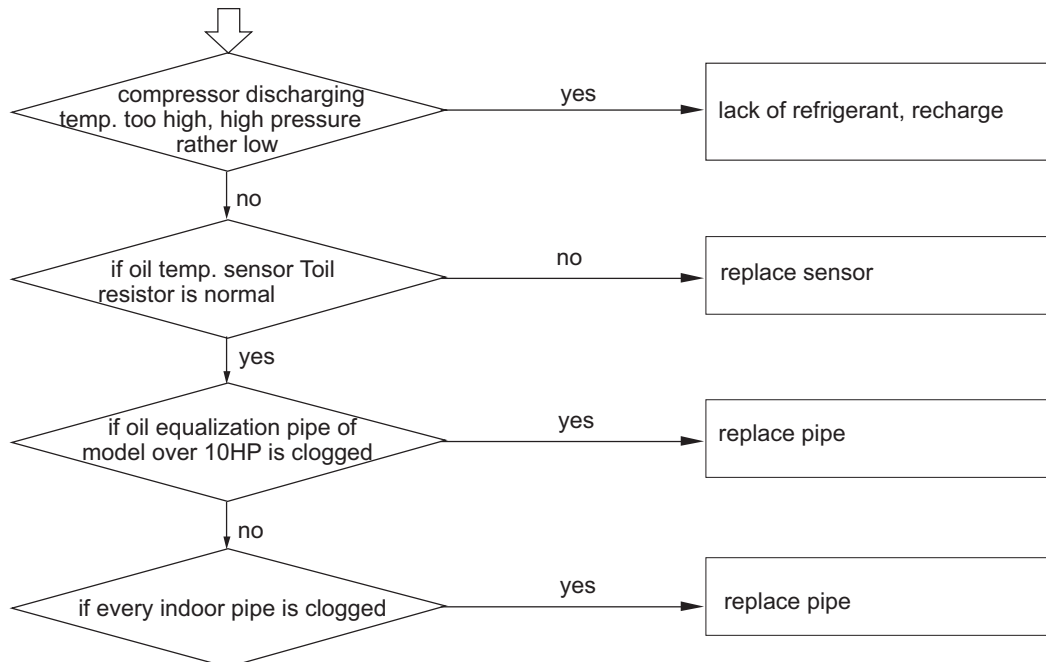 compressor discharging
temp. too high, high pressure
rather low
yes
lack of refrigerant, recharge
no
if oil temp. sensor Toil
resistor is normal
no
replace sensor
yes
if oil equalization pipe of
model over 10HP is clogged
yes
replace pipe
no
if every indoor pipe is clogged
yes
replace pipe